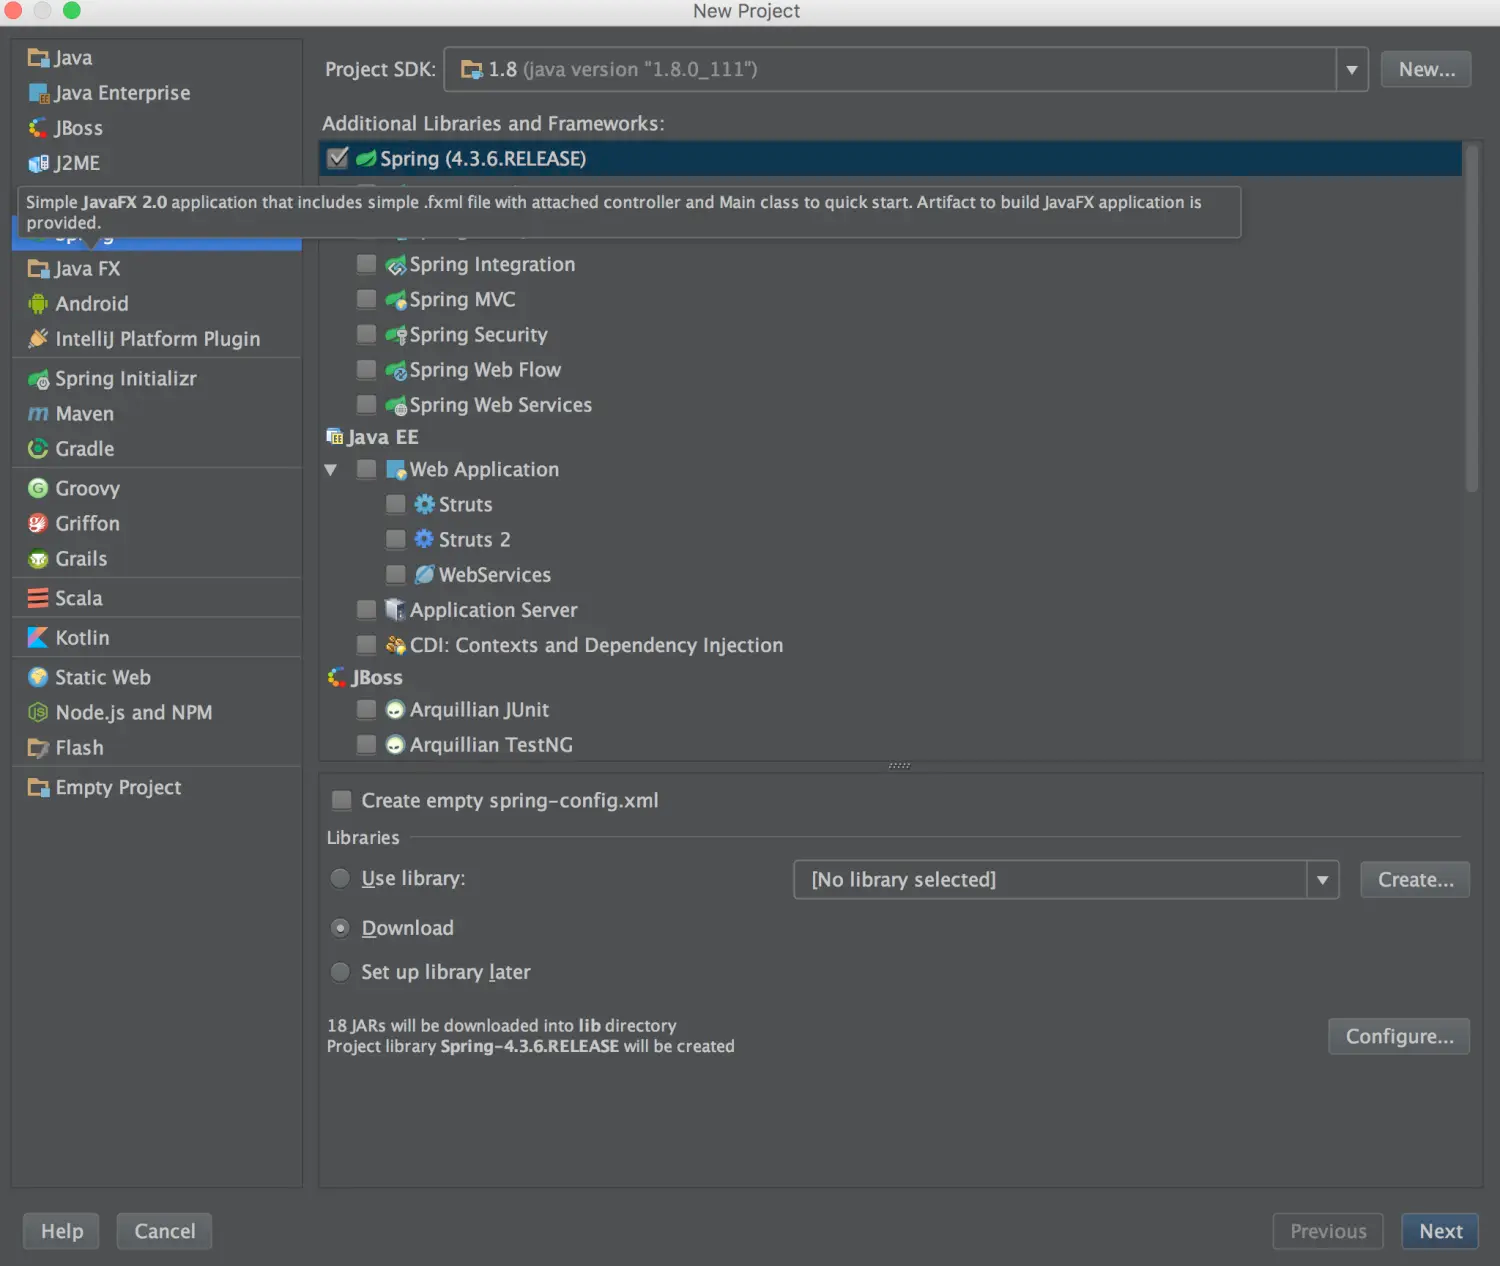 New Project
Java
Java Enterprise
JBoss
J2ME
Java FX
Android
IntelliJ Platform Plugin
Spring Initializr
Maven
Gradle
Groovy
Griffon
Grails
Scala
Kotlin
Static Web
Node.js and NPM
Flash
Empty Project
Project SDK: 1.8 (java version "1.8.0_111") New...
Additional Libraries and Frameworks:
Spring (4.3.6.RELEASE)
Simple JavaFX 2.0 application that includes simple .fxml file with attached controller and Main class to quick start. Artifact to build JavaFX application is
provided.
Spring Integration
Spring MVC
Spring Security
Spring Web Flow
Spring Web Services
Java EE
Web Application
Struts
Struts 2
WebServices
Application Server
CDI: Contexts and Dependency Injection
JBoss
Arquillian JUnit
Arquillian TestNG
Create empty spring-config.xml
Libraries
Use library: [No library selected] Create...
Download
Set up library later
18 JARs will be downloaded into lib directory
Project library Spring-4.3.6.RELEASE will be created
Configure...
Help Cancel Previous Next